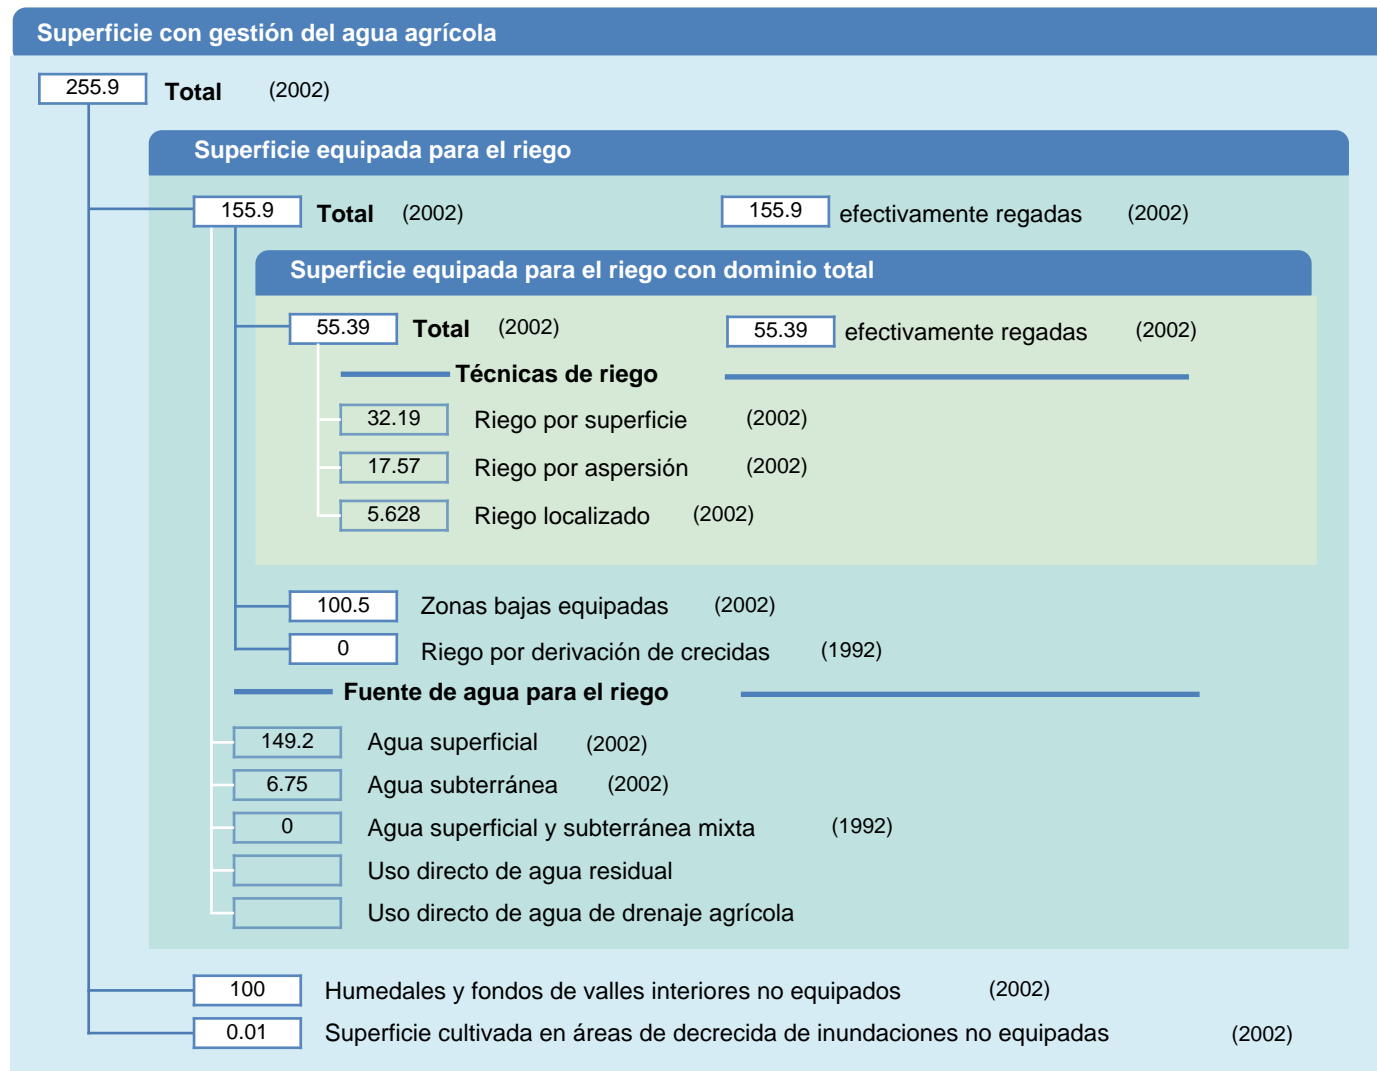 Superficie con gestión del agua agrícola
255.9 Total (2002)
Superficie equipada para el riego
155.9 Total (2002) 155.9 efectivamente regadas (2002)
Superficie equipada para el riego con dominio total
55.39 Total (2002) 55.39 efectivamente regadas (2002)
Técnicas de riego
32.19 Riego por superficie (2002)
17.57 Riego por aspersión (2002)
5.628 Riego localizado (2002)
100.5 Zonas bajas equipadas (2002)
0 Riego por derivación de crecidas (1992)
Fuente de agua para el riego
149.2 Agua superficial (2002)
6.75 Agua subterránea (2002)
0 Agua superficial y subterránea mixta (1992)
Uso directo de agua residual
Uso directo de agua de drenaje agrícola
100 Humedales y fondos de valles interiores no equipados (2002)
0.01 Superficie cultivada en áreas de decrecida de inundaciones no equipadas (2002)